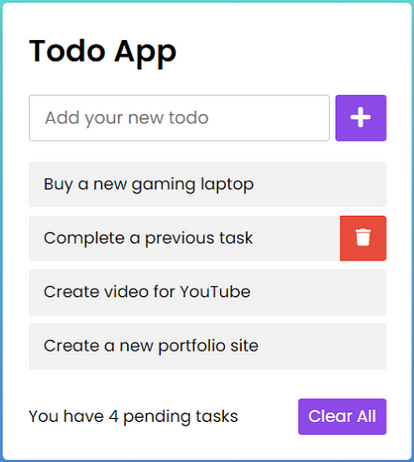 Todo App
Add your new todo
Buy a new gaming laptop
Complete a previous task
Create video for YouTube
Create a new portfolio site
You have 4 pending tasks
Clear All